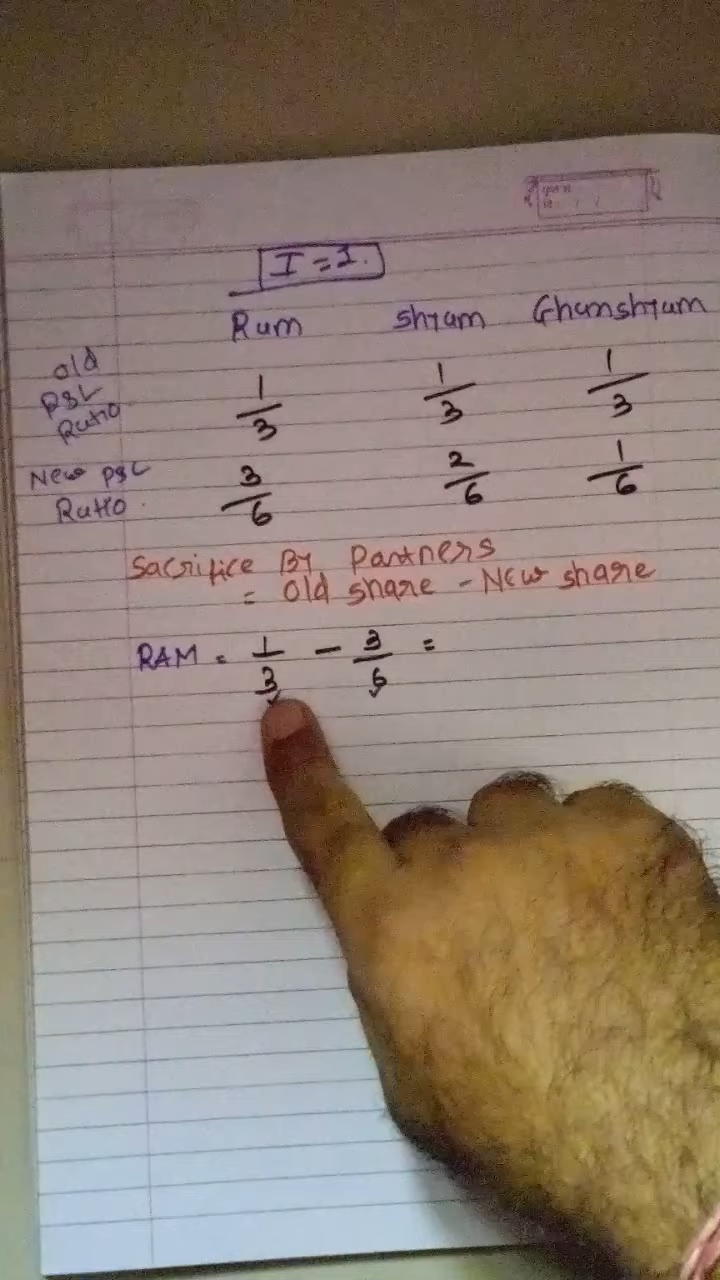 I = 1.
Ram Shyam Ghanshyam
Old
P&L
Ratio
1/3 1/3 1/3
New P&L
Ratio
3/6 2/6 1/6
Sacrifice By Partners
= Old share - New share
RAM = 1/3 - 3/6 =